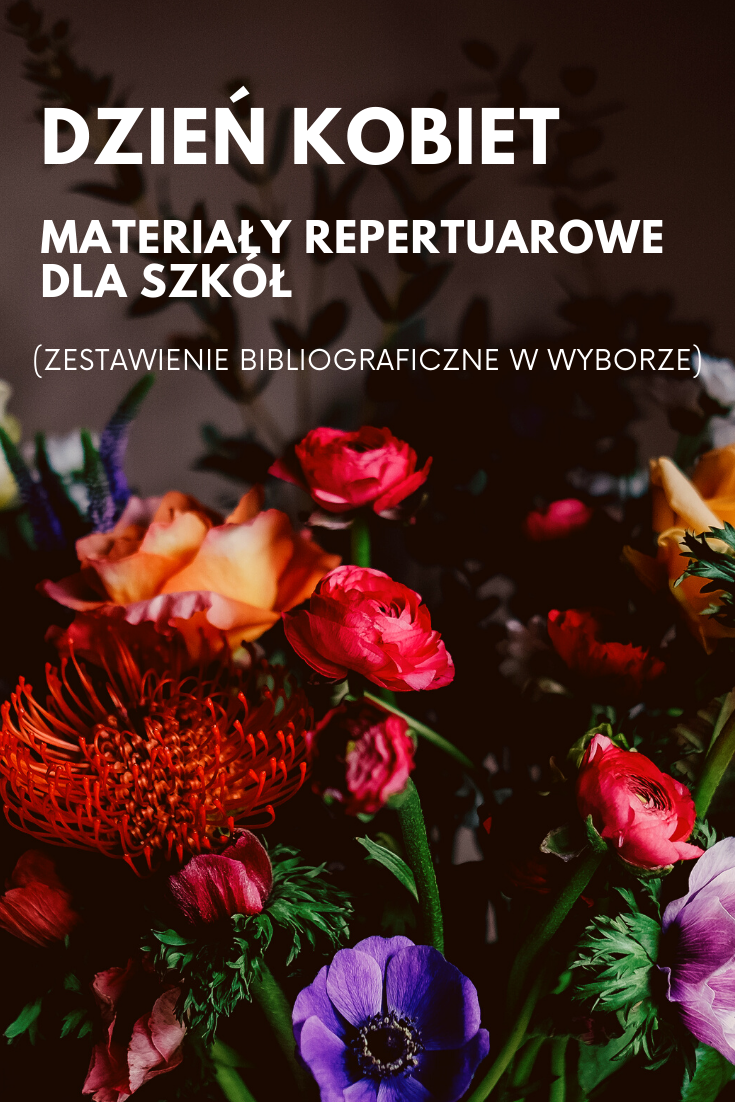 DZIEŃ KOBIET
MATERIAŁY REPERTUAROWE
DLA SZKÓŁ
(ZESTAWIENIE BIBLIOGRAFICZNE W WYBORZE)